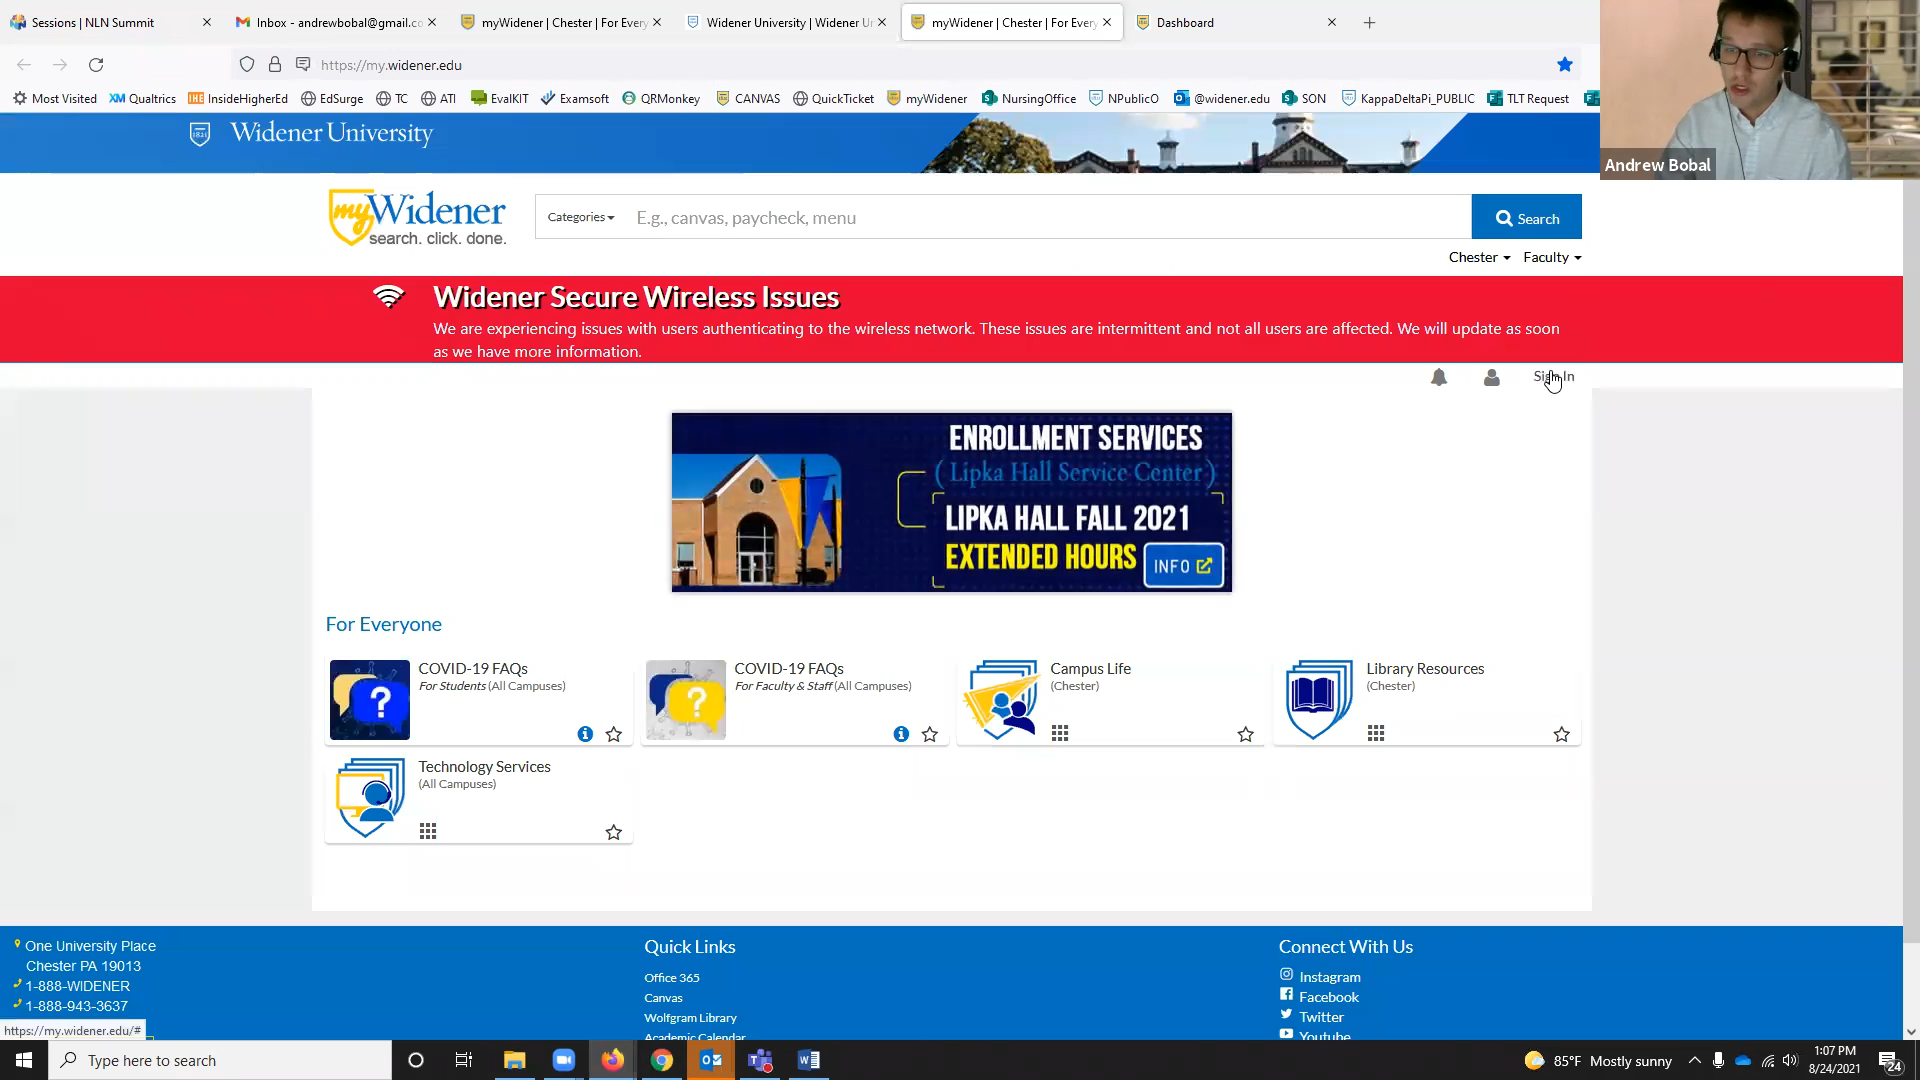 Sessions | NLN Summit
Inbox - andrewbobal@gmail.co
myWidener | Chester | For Every
Widener University | Widener Un
myWidener | Chester | For Every
Dashboard
https://my.widener.edu
Most Visited
XM Qualtrics
IHE InsideHigherEd
EdSurge
TC
ATI
EvalKIT
Examsoft
QRMonkey
CANVAS
QuickTicket
myWidener
NursingOffice
NPublicO
@widener.edu
SON
KappaDeltaPi_PUBLIC
TLT Request
Andrew Bobal
Widener University
myWidener
search. click. done.
Categories
E.g., canvas, paycheck, menu
Search
Chester
Faculty
Widener Secure Wireless Issues
We are experiencing issues with users authenticating to the wireless network. These issues are intermittent and not all users are affected. We will update as soon
as we have more information.
Sign In
ENROLLMENT SERVICES
(Lipka Hall Service Center)
LIPKA HALL FALL 2021
EXTENDED HOURS
INFO
For Everyone
COVID-19 FAQs
For Students (All Campuses)
COVID-19 FAQs
For Faculty & Staff (All Campuses)
Campus Life
(Chester)
Library Resources
(Chester)
Technology Services
(All Campuses)
One University Place
Chester PA 19013
1-888-WIDENER
1-888-943-3637
Quick Links
Office 365
Canvas
Wolfgram Library
Academic Calendar
Connect With Us
Instagram
Facebook
Twitter
Youtube
https://my.widener.edu/#
Type here to search
85°F Mostly sunny
1:07 PM
8/24/2021
24